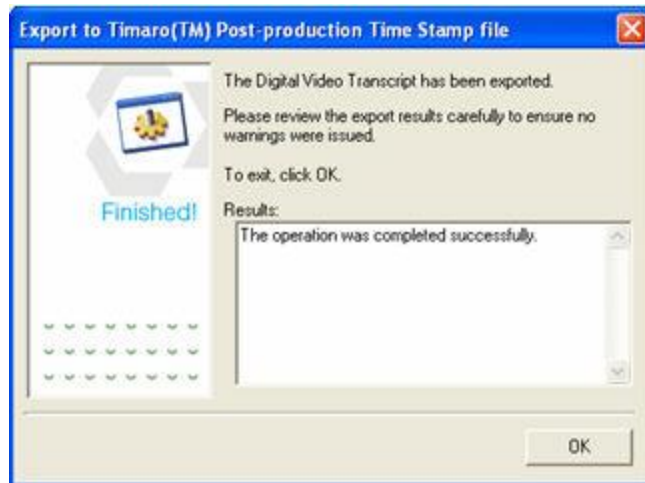 Export to Timaro(TM) Post-production Time Stamp file
The Digital Video Transcript has been exported.
Please review the export results carefully to ensure no
warnings were issued.
To exit, click OK.
Finished!
Results:
The operation was completed successfully.
OK